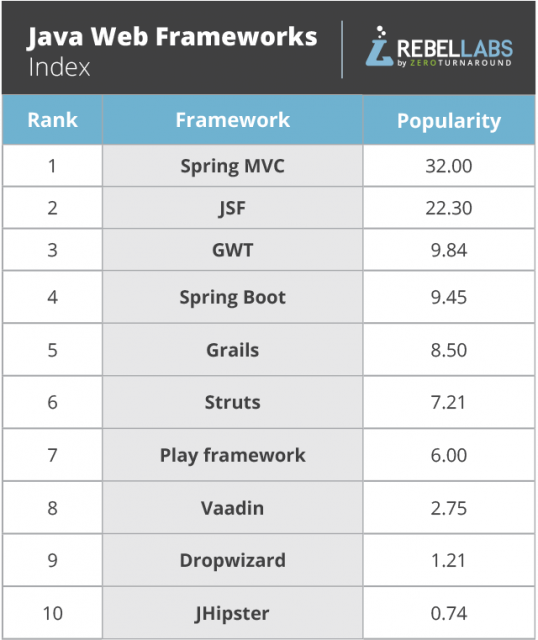 Java Web Frameworks
Index
REBELLABS
by ZEROTURNAROUND
Rank Framework Popularity
1 Spring MVC 32.00
2 JSF 22.30
3 GWT 9.84
4 Spring Boot 9.45
5 Grails 8.50
6 Struts 7.21
7 Play framework 6.00
8 Vaadin 2.75
9 Dropwizard 1.21
10 JHipster 0.74